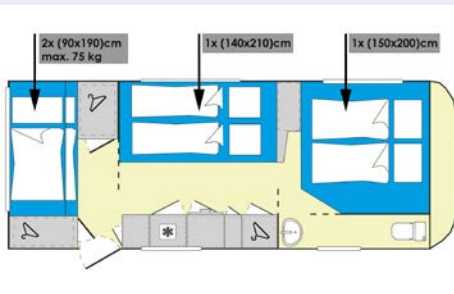 2x (90x190)cm
max. 75 kg
1x (140x210)cm
1x (150x200)cm